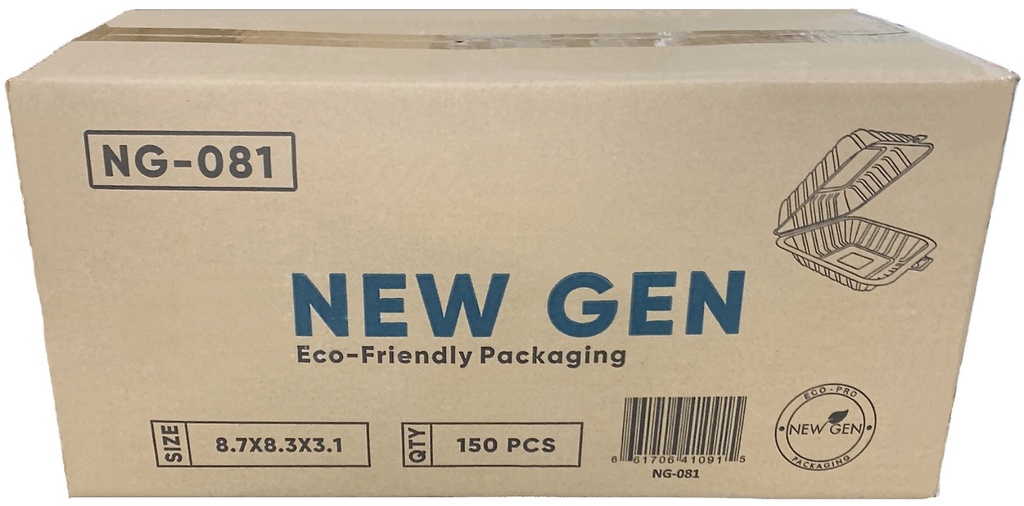 NG-081
NEW GEN
Eco-Friendly Packaging
SIZE 8.7X8.3X3.1
QTY 150 PCS
6 61706 41091 5
NG-081
ECO-PRO
NEW GEN
PACKAGING